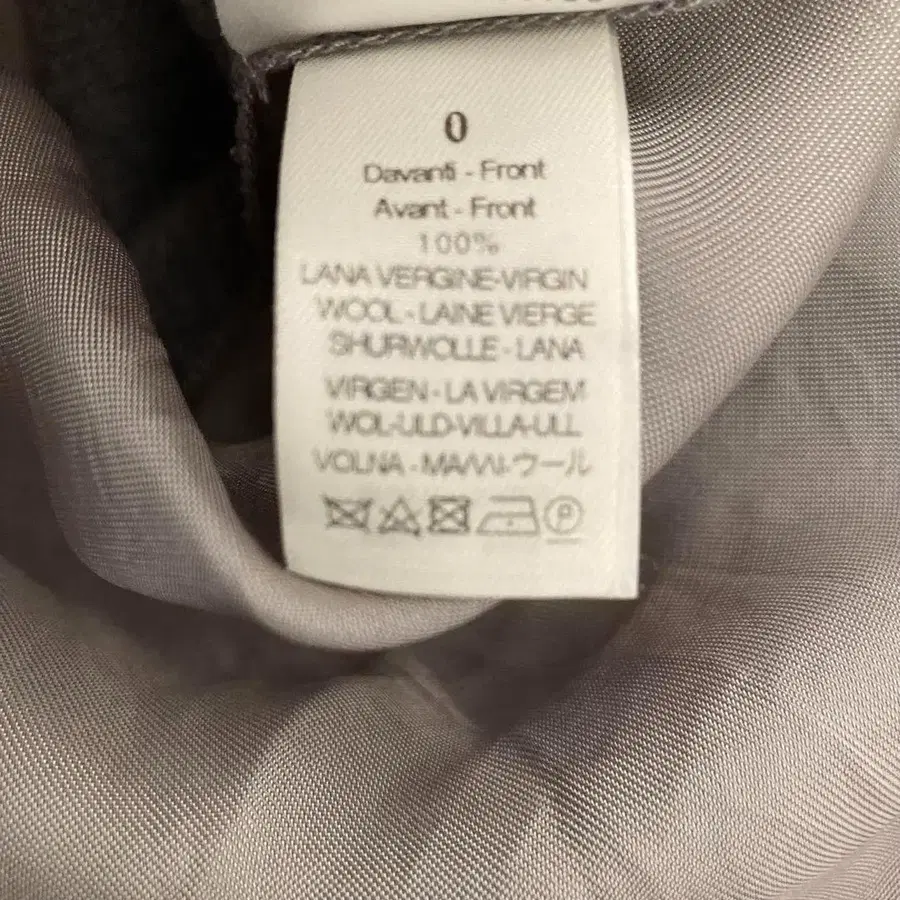 0
Davanti - Front
Avant - Front
100%
LANA VERGINE-VIRGIN
WOOL - LAINE VIERGE
SHURWOLLE - LANA
VIRGEN - LA VIRGEM
WOL-ULD-VILLA-ULL
VOLNA - ウール
P